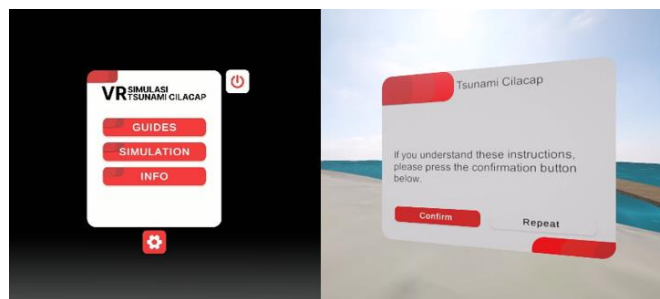 VR SIMULASI
TSUNAMI CILACAP
GUIDES
SIMULATION
INFO
Tsunami Cilacap
If you understand these instructions,
please press the confirmation button
below.
Confirm
Repeat